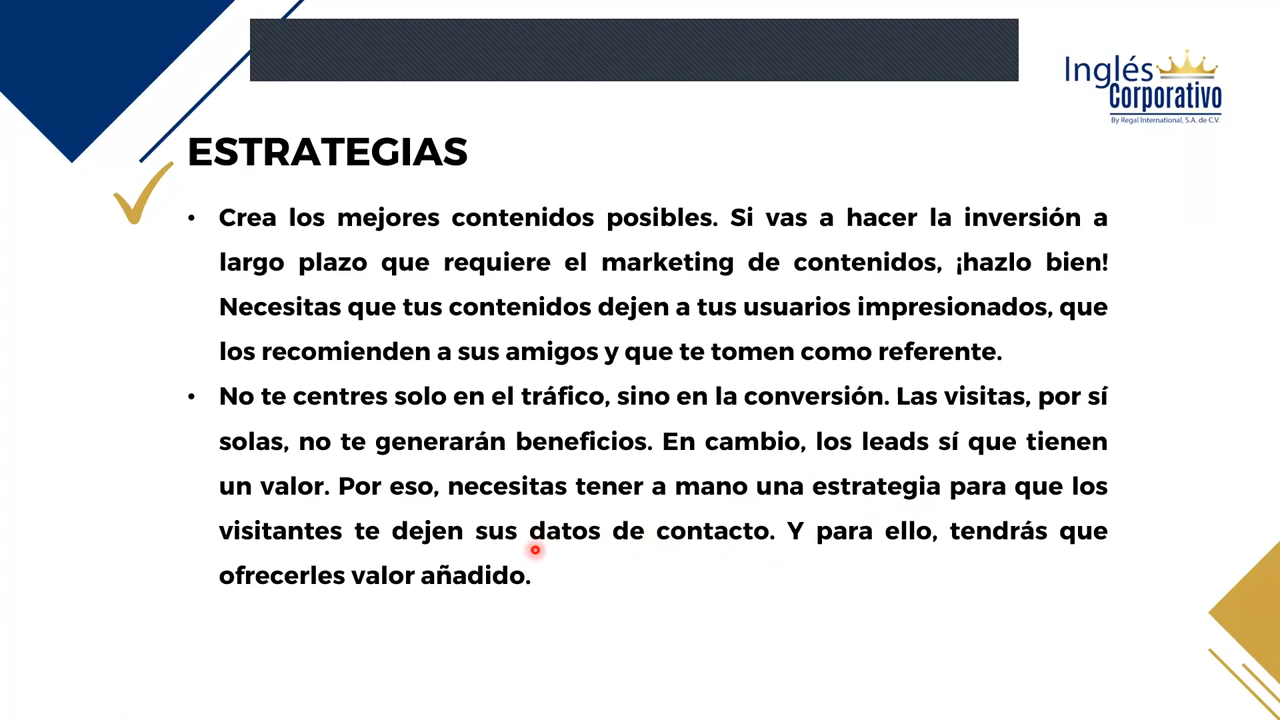 Inglés
Corporativo
By Regal International, S.A. de C.V.
ESTRATEGIAS
• Crea los mejores contenidos posibles. Si vas a hacer la inversión a
largo plazo que requiere el marketing de contenidos, ¡hazlo bien!
Necesitas que tus contenidos dejen a tus usuarios impresionados, que
los recomienden a sus amigos y que te tomen como referente.
• No te centres solo en el tráfico, sino en la conversión. Las visitas, por sí
solas, no te generarán beneficios. En cambio, los leads sí que tienen
un valor. Por eso, necesitas tener a mano una estrategia para que los
visitantes te dejen sus datos de contacto. Y para ello, tendrás que
ofrecerles valor añadido.